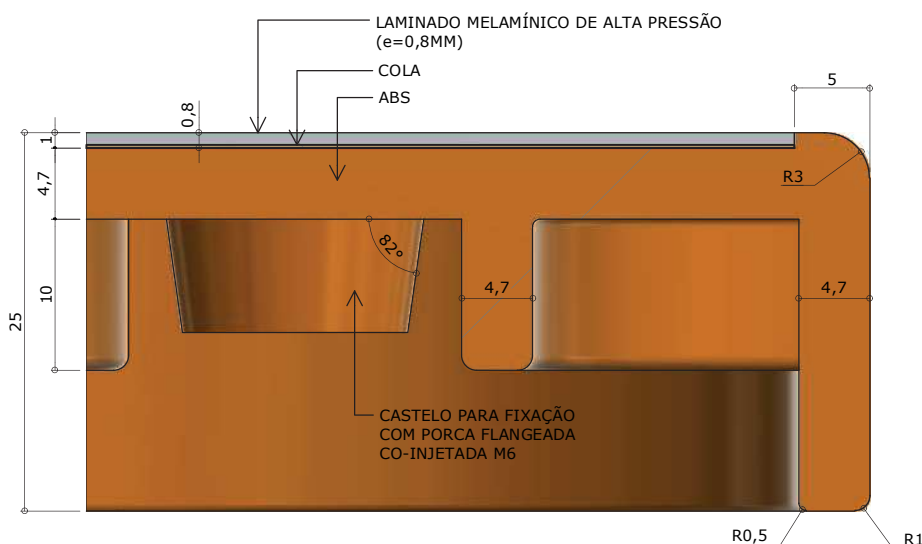 LAMINADO MELAMÍNICO DE ALTA PRESSÃO
(e=0,8MM)
COLA
ABS
5
0,8
1
4,7
R3
82°
10
4,7
4,7
25
CASTELO PARA FIXAÇÃO
COM PORCA FLANGEADA
CO-INJETADA M6
R0,5
R1